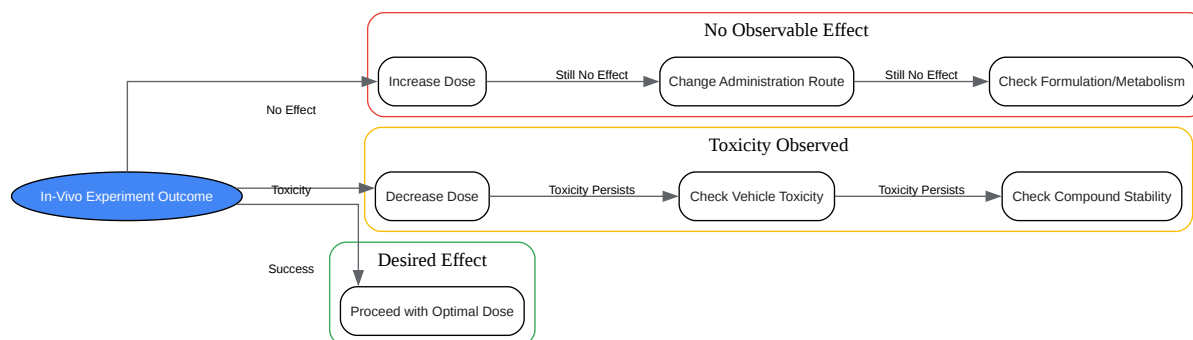 No Observable Effect
Increase Dose
Still No Effect
Change Administration Route
Still No Effect
Check Formulation/Metabolism
No Effect
Toxicity Observed
In-Vivo Experiment Outcome
Toxicity
Decrease Dose
Toxicity Persists
Check Vehicle Toxicity
Toxicity Persists
Check Compound Stability
Success
Desired Effect
Proceed with Optimal Dose